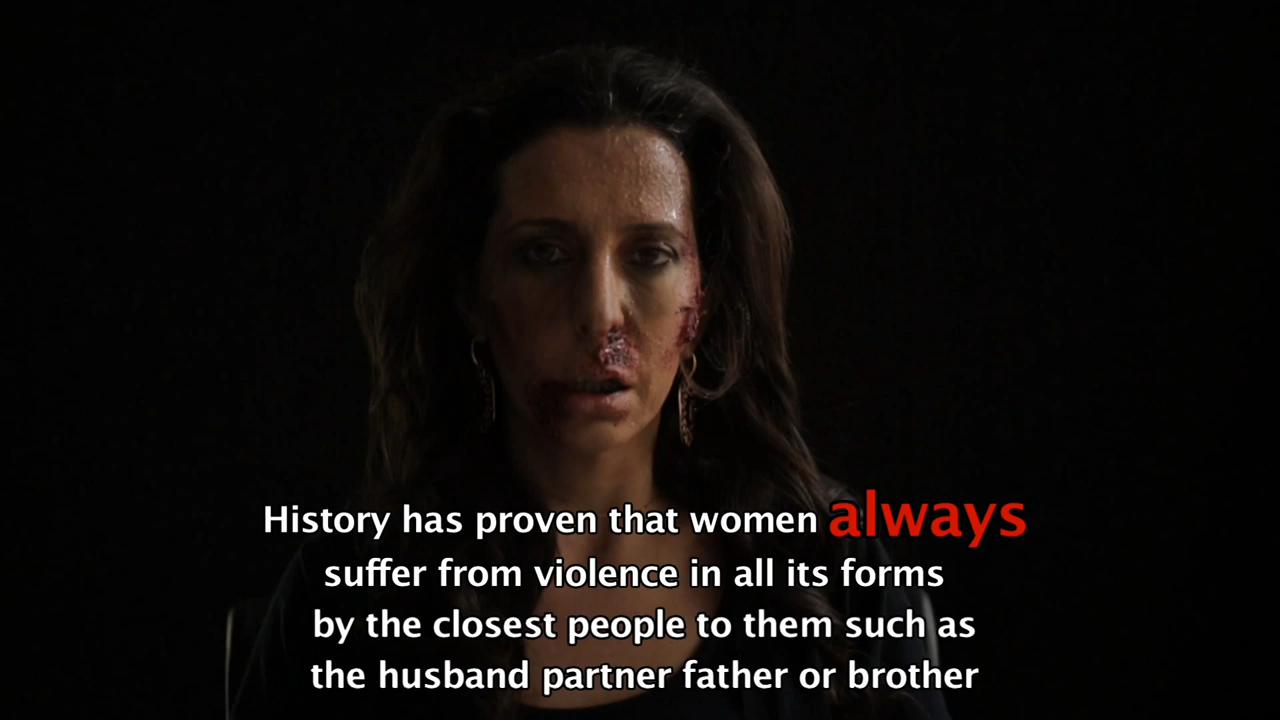 History has proven that women always
suffer from violence in all its forms
by the closest people to them such as
the husband partner father or brother